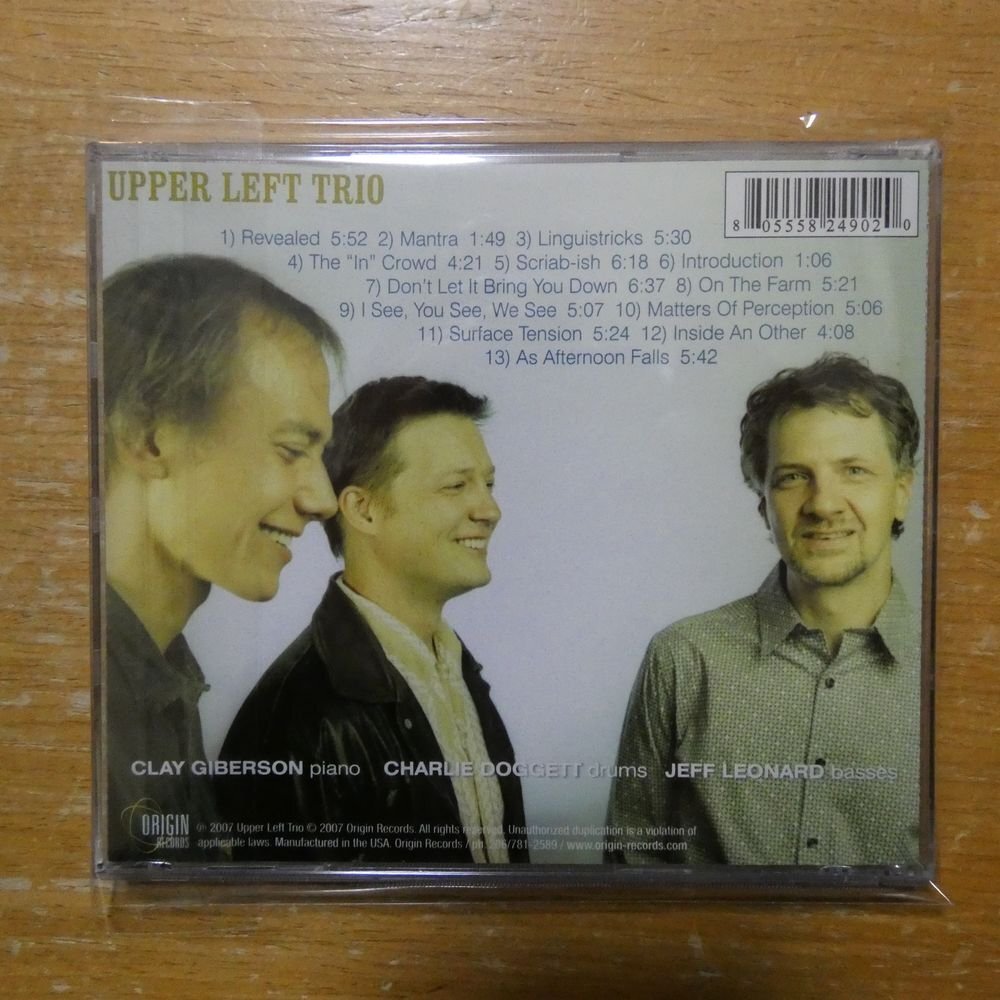 UPPER LEFT TRIO
8 05558 24902 0
1) Revealed 5:52 2) Mantra 1:49 3) Linguistricks 5:30
4) The "In" Crowd 4:21 5) Scriab-ish 6:18 6) Introduction 1:06
7) Don't Let It Bring You Down 6:37 8) On The Farm 5:21
9) I See, You See, We See 5:07 10) Matters Of Perception 5:06
11) Surface Tension 5:24 12) Inside An Other 4:08
13) As Afternoon Falls 5:42
CLAY GIBERSON piano CHARLIE DOGGETT drums JEFF LEONARD basses
ORIGIN
RECORDS
℗ 2007 Upper Left Trio © 2007 Origin Records. All rights reserved. Unauthorized duplication is a violation of
applicable laws. Manufactured in the USA. Origin Records / ph: 206/781-2589 / www.origin-records.com